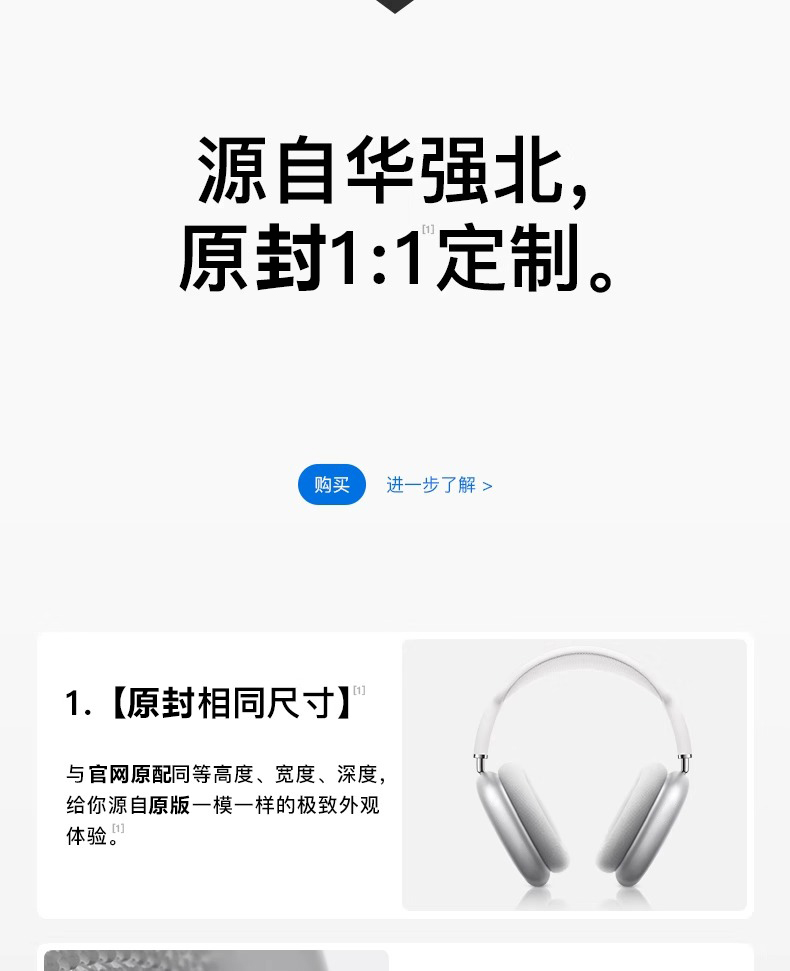 源自华强北,
原封1:1[1]定制。
购买 进一步了解 >
1.【原封相同尺寸】[1]
与官网原配同等高度、宽度、深度,
给你源自原版一模一样的极致外观
体验。[1]